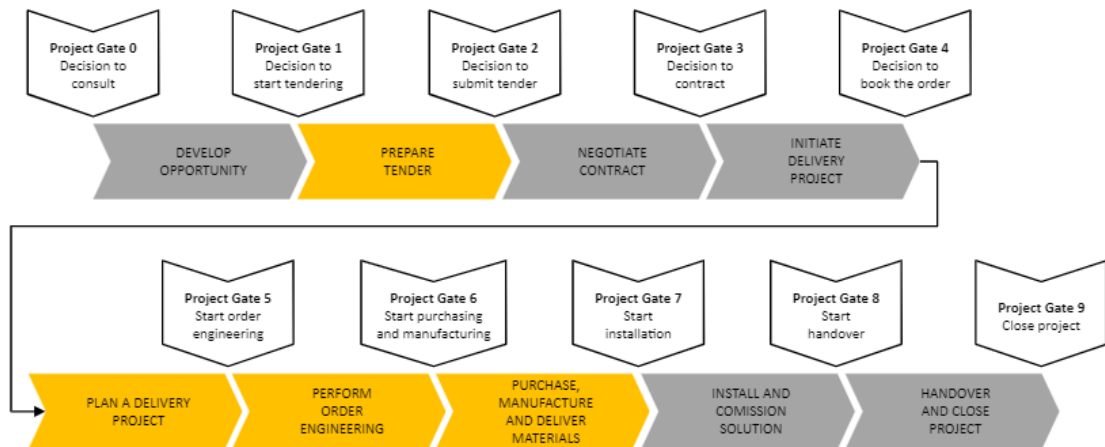 Project Gate 0
Decision to
consult
Project Gate 1
Decision to
start tendering
Project Gate 2
Decision to
submit tender
Project Gate 3
Decision to
contract
Project Gate 4
Decision to
book the order
DEVELOP
OPPORTUNITY
PREPARE
TENDER
NEGOTIATE
CONTRACT
INITIATE
DELIVERY
PROJECT
Project Gate 5
Start order
engineering
Project Gate 6
Start purchasing
and manufacturing
Project Gate 7
Start
installation
Project Gate 8
Start
handover
Project Gate 9
Close project
PLAN A DELIVERY
PROJECT
PERFORM
ORDER
ENGINEERING
PURCHASE,
MANUFACTURE
AND DELIVER
MATERIALS
INSTALL AND
COMISSION
SOLUTION
HANDOVER
AND CLOSE
PROJECT